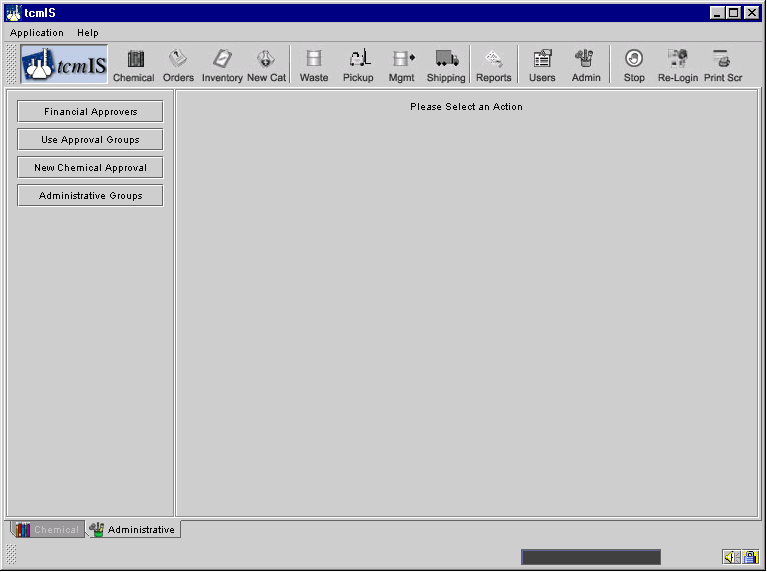 tcmIS
Application Help
tcmIS Chemical Orders Inventory New Cat Waste Pickup Mgmt Shipping Reports Users Admin Stop Re-Login Print Scr
Financial Approvers
Please Select an Action
Use Approval Groups
New Chemical Approval
Administrative Groups
Chemical Administrative